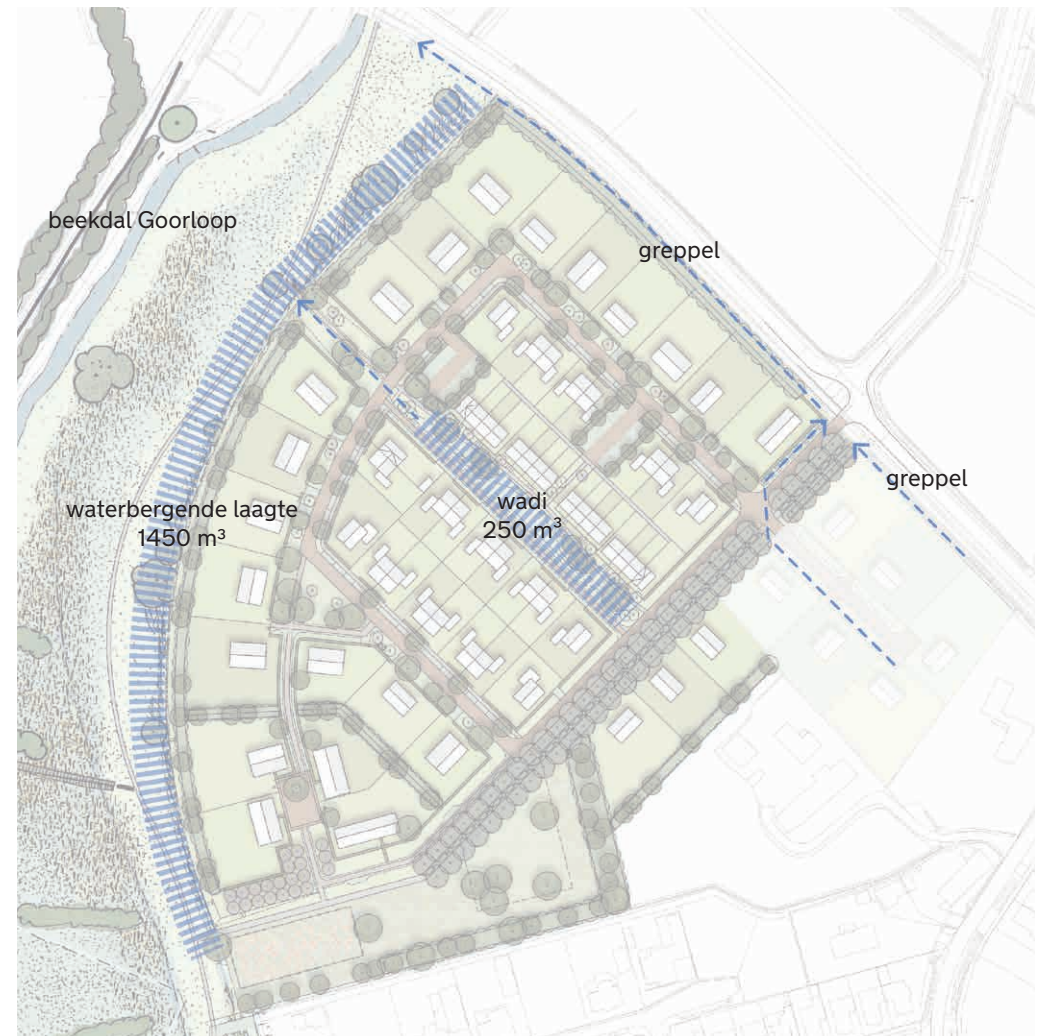 beekdal Goorloop
greppel
greppel
waterbergende laagte
1450 m³
wadi
250 m³